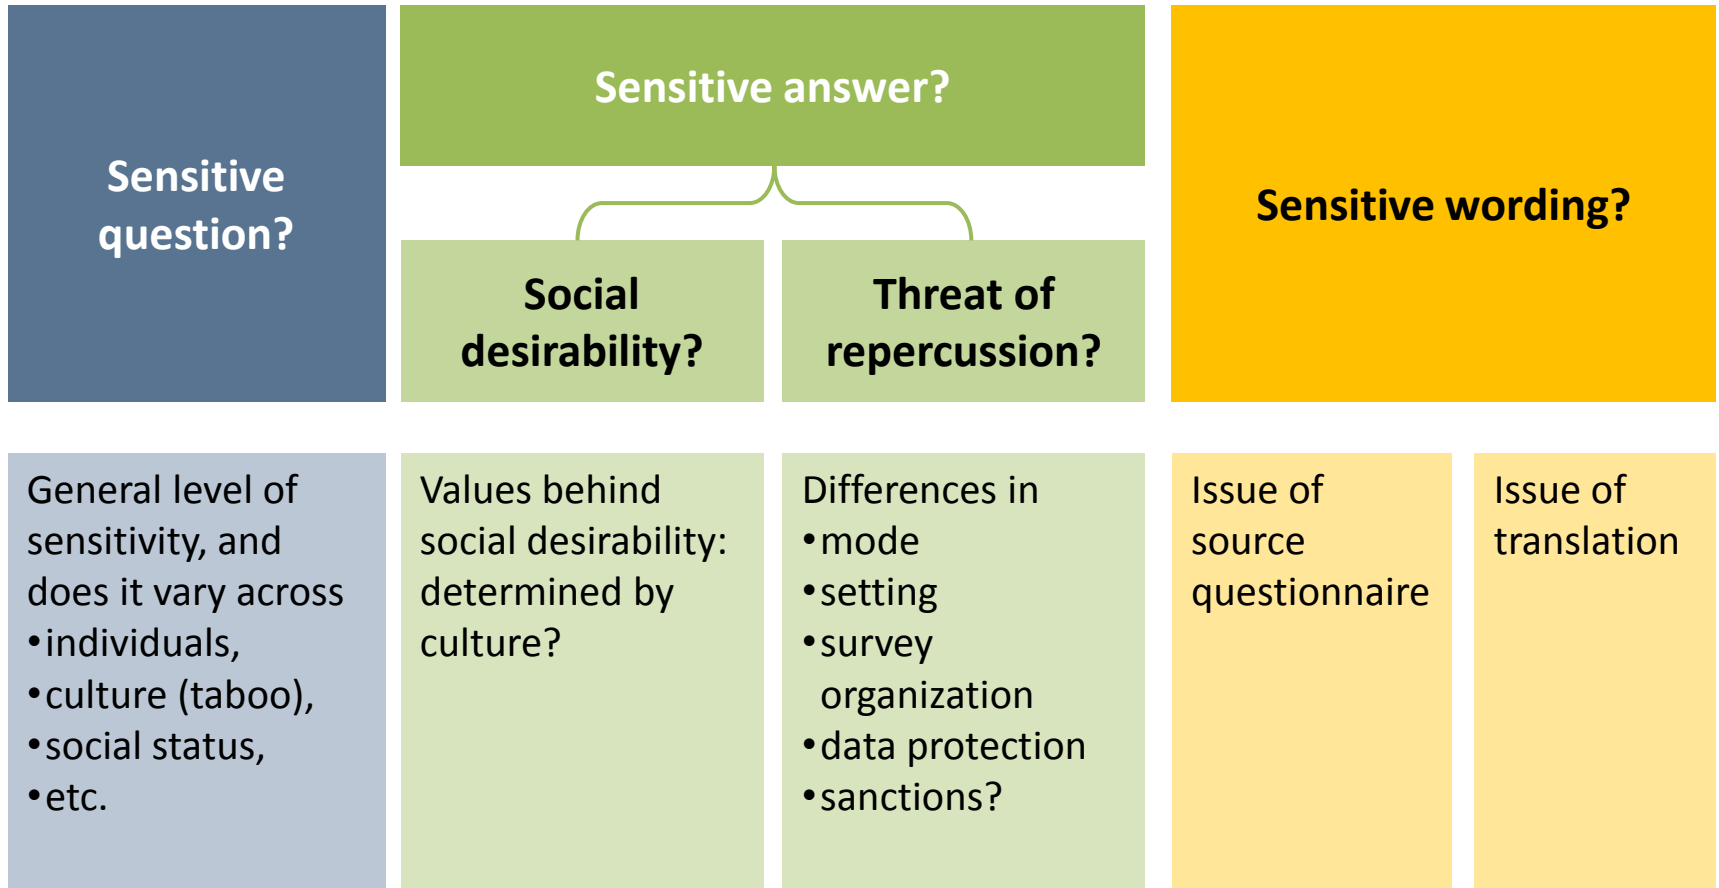 Sensitive
question?
Sensitive answer?
Social
desirability?
Threat of
repercussion?
Sensitive wording?
General level of
sensitivity, and
does it vary across
•individuals,
•culture (taboo),
•social status,
•etc.
Values behind
social desirability:
determined by
culture?
Differences in
•mode
•setting
•survey
organization
•data protection
•sanctions?
Issue of
source
questionnaire
Issue of
translation